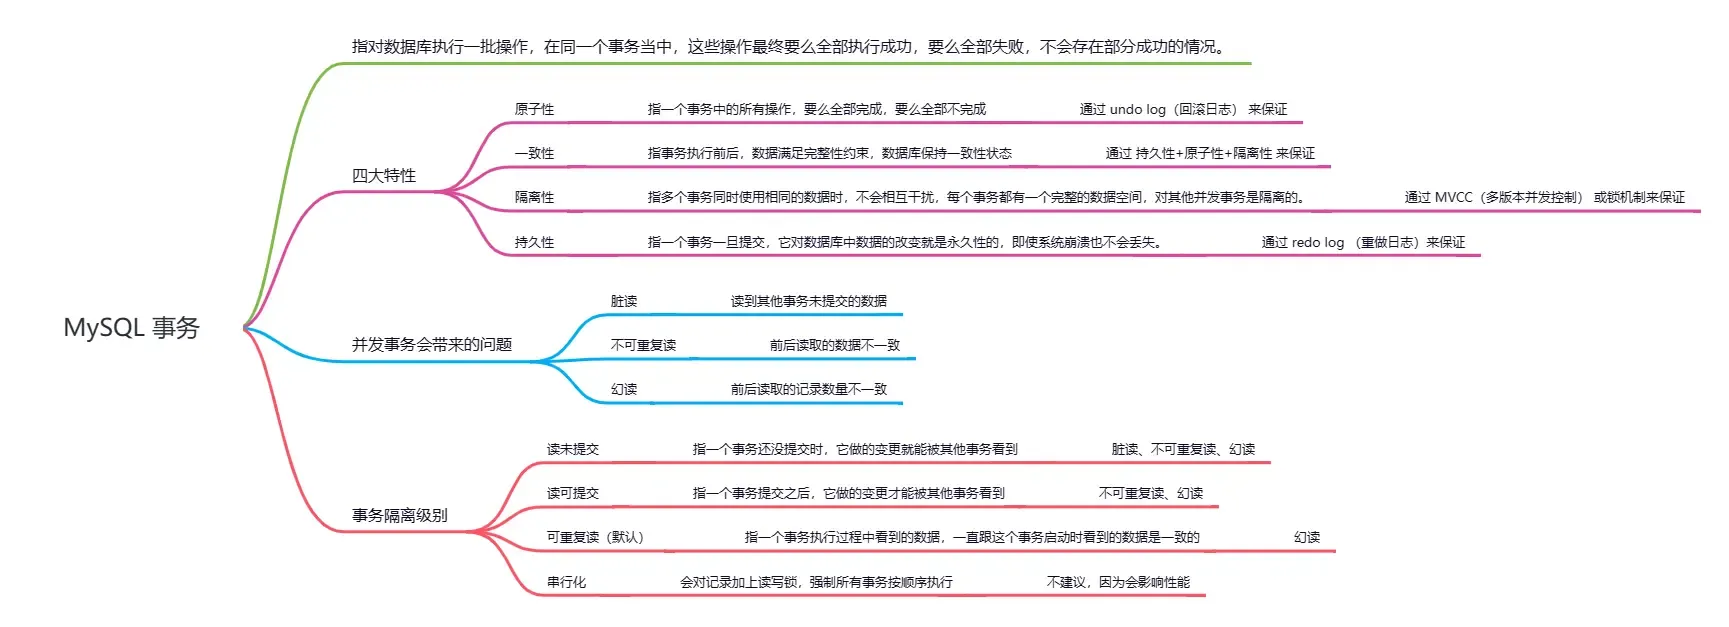 MySQL 事务
指对数据库执行一批操作，在同一个事务当中，这些操作最终要么全部执行成功，要么全部失败，不会存在部分成功的情况。
四大特性
原子性 指一个事务中的所有操作，要么全部完成，要么全部不完成 通过 undo log（回滚日志） 来保证
一致性 指事务执行前后，数据满足完整性约束，数据库保持一致性状态 通过 持久性+原子性+隔离性 来保证
隔离性 指多个事务同时使用相同的数据时，不会相互干扰，每个事务都有一个完整的数据空间，对其他并发事务是隔离的。 通过 MVCC（多版本并发控制） 或锁机制来保证
持久性 指一个事务一旦提交，它对数据库中数据的改变就是永久性的，即使系统崩溃也不会丢失。 通过 redo log （重做日志）来保证
并发事务会带来的问题
脏读 读到其他事务未提交的数据
不可重复读 前后读取的数据不一致
幻读 前后读取的记录数量不一致
事务隔离级别
读未提交 指一个事务还没提交时，它做的变更就能被其他事务看到 脏读、不可重复读、幻读
读可提交 指一个事务提交之后，它做的变更才能被其他事务看到 不可重复读、幻读
可重复读（默认） 指一个事务执行过程中看到的数据，一直跟这个事务启动时看到的数据是一致的 幻读
串行化 会对记录加上读写锁，强制所有事务按顺序执行 不建议，因为会影响性能